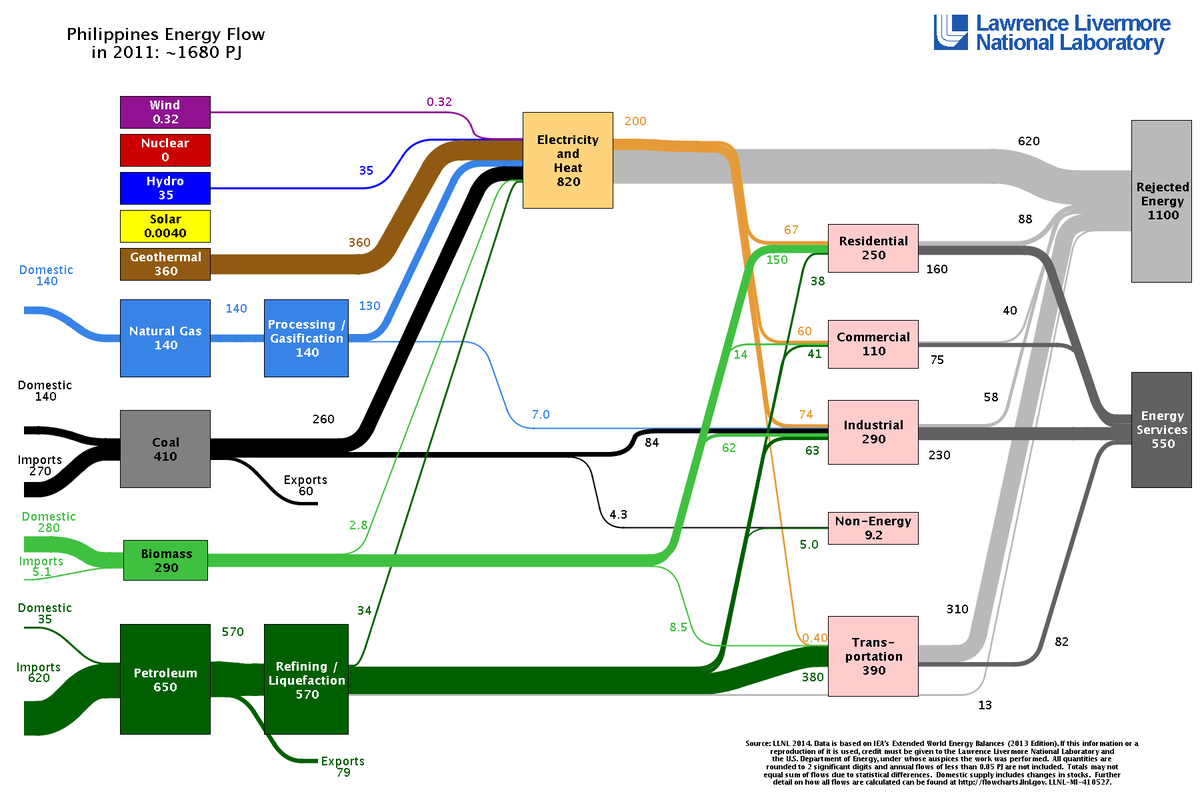 Philippines Energy Flow
in 2011: ~1680 PJ
Lawrence Livermore
National Laboratory
Wind
0.32
Nuclear
0
Hydro
35
Solar
0.0040
Geothermal
360
Domestic
140
Natural Gas
140
140
Processing /
Gasification
140
130
Domestic
140
Imports
270
Coal
410
260
Exports
60
Domestic
280
Imports
5.1
Biomass
290
2.8
Domestic
35
Imports
620
Petroleum
650
570
Refining /
Liquefaction
570
34
Exports
79
0.32
35
360
Electricity
and
Heat
820
200
620
7.0
84
4.3
8.5
67
150
38
Residential
250
88
160
60
14
41
Commercial
110
40
75
74
62
63
Industrial
290
58
230
5.0
Non-Energy
9.2
0.40
380
Trans-
portation
390
310
82
13
Rejected
Energy
1100
Energy
Services
550
Source: LLNL 2014. Data is based on IEA's Extended World Energy Balances (2013 Edition). If this information or a
reproduction of it is used, credit must be given to the Lawrence Livermore National Laboratory and
the U.S. Department of Energy, under whose auspices the work was performed. All quantities are
rounded to 2 significant digits and annual flows of less than 0.05 PJ are not included. Totals may not
equal sum of flows due to statistical differences. Domestic supply includes changes in stocks. Further
detail on how all flows are calculated can be found at http://flowcharts.llnl.gov. LLNL-MI-410527.